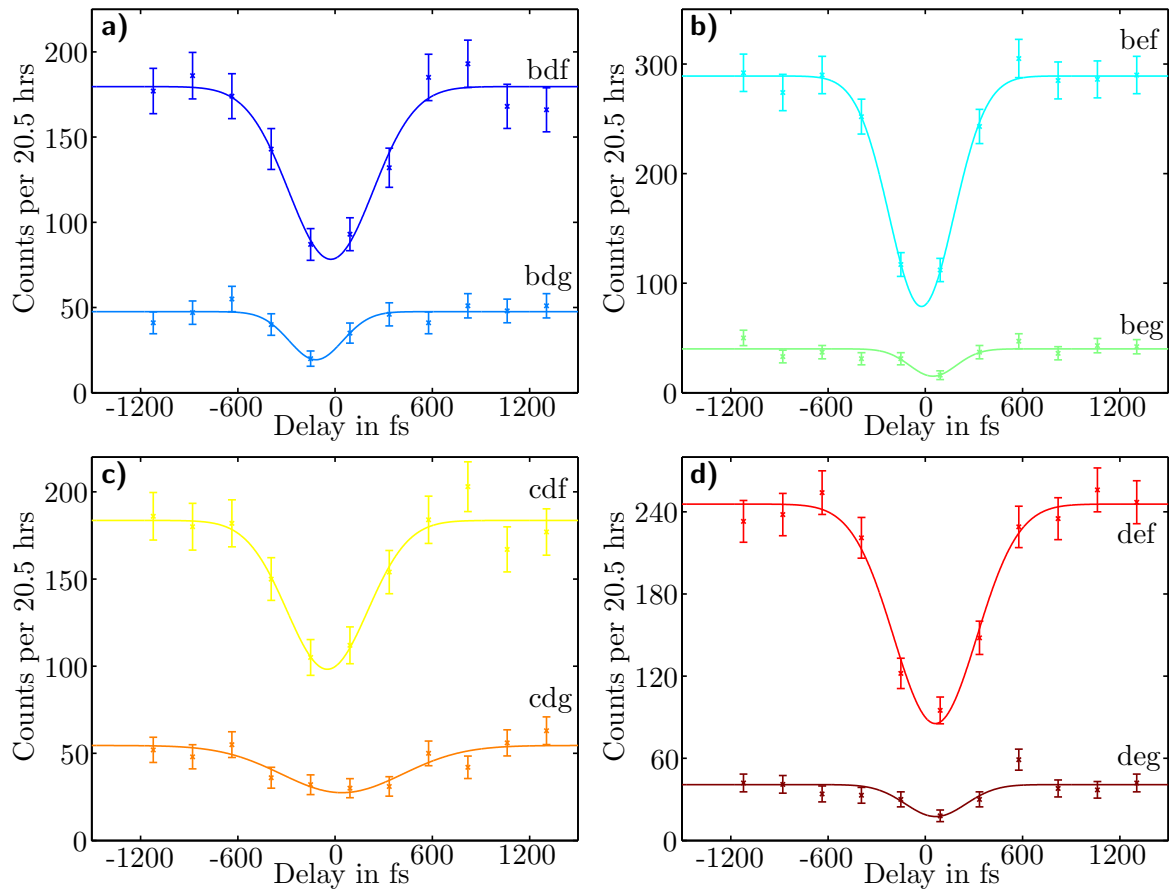 a)
bdf
bdg
Counts per 20.5 hrs
200
150
100
50
0
-1200 -600 0 600 1200
Delay in fs
b)
bef
beg
Counts per 20.5 hrs
300
200
100
0
-1200 -600 0 600 1200
Delay in fs
c)
cdf
cdg
Counts per 20.5 hrs
200
150
100
50
0
-1200 -600 0 600 1200
Delay in fs
d)
def
deg
Counts per 20.5 hrs
240
180
120
60
0
-1200 -600 0 600 1200
Delay in fs